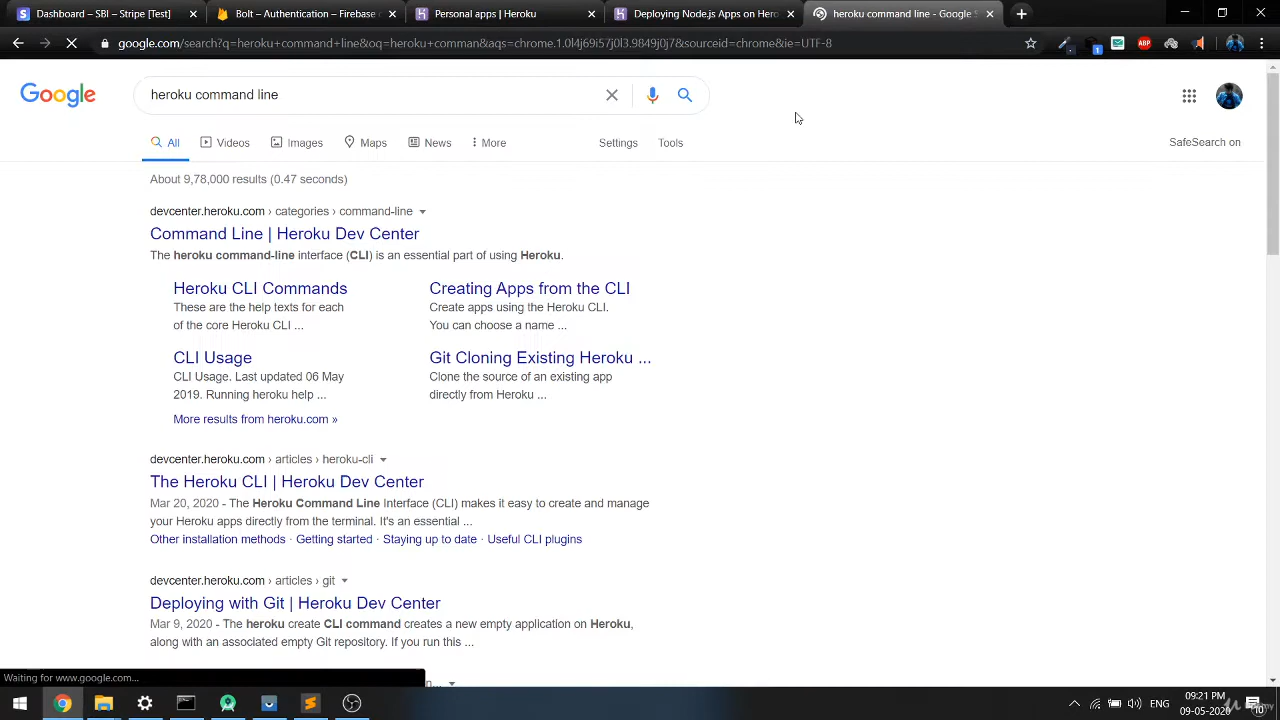 Dashboard – SBI – Stripe [Test]
Bolt – Authentication – Firebase c
Personal apps | Heroku
Deploying Node.js Apps on Hero
heroku command line - Google S
google.com/search?q=heroku+command+line&oq=heroku+comman&aqs=chrome.1.0l4j69i57j0l3.9849j0j7&sourceid=chrome&ie=UTF-8
ABP
1
Google
heroku command line
All
Videos
Images
Maps
News
More
Settings
Tools
SafeSearch on
About 9,78,000 results (0.47 seconds)
devcenter.heroku.com › categories › command-line
Command Line | Heroku Dev Center
The heroku command-line interface (CLI) is an essential part of using Heroku.
Heroku CLI Commands
These are the help texts for each
of the core Heroku CLI ...
Creating Apps from the CLI
Create apps using the Heroku CLI.
You can choose a name ...
CLI Usage
CLI Usage. Last updated 06 May
2019. Running heroku help ...
Git Cloning Existing Heroku ...
Clone the source of an existing app
directly from Heroku ...
More results from heroku.com »
devcenter.heroku.com › articles › heroku-cli
The Heroku CLI | Heroku Dev Center
Mar 20, 2020 - The Heroku Command Line Interface (CLI) makes it easy to create and manage
your Heroku apps directly from the terminal. It's an essential ...
Other installation methods · Getting started · Staying up to date · Useful CLI plugins
devcenter.heroku.com › articles › git
Deploying with Git | Heroku Dev Center
Mar 9, 2020 - The heroku create CLI command creates a new empty application on Heroku,
along with an associated empty Git repository. If you run this ...
Waiting for www.google.com...
ENG
09:21 PM
09-05-2020